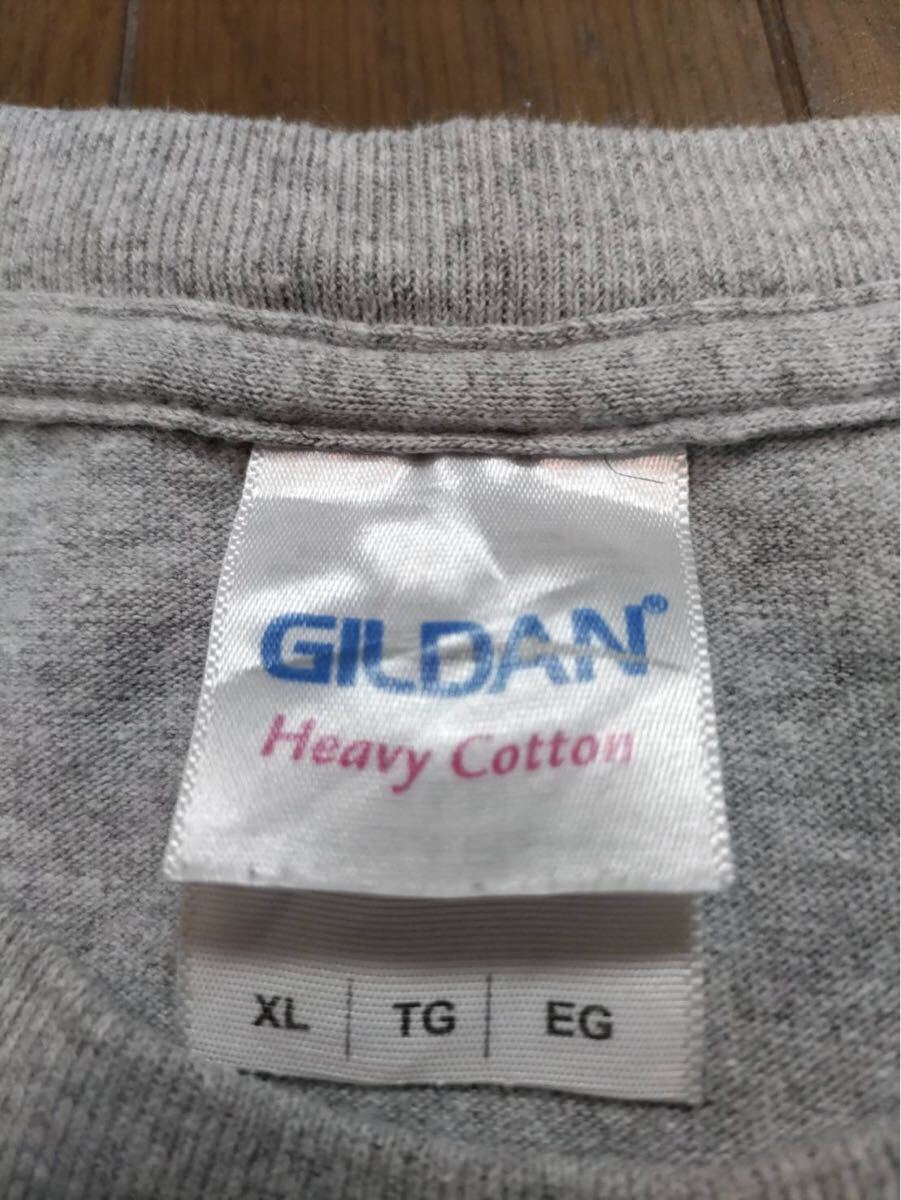 GILDAN®
Heavy Cotton
XL | TG | EG